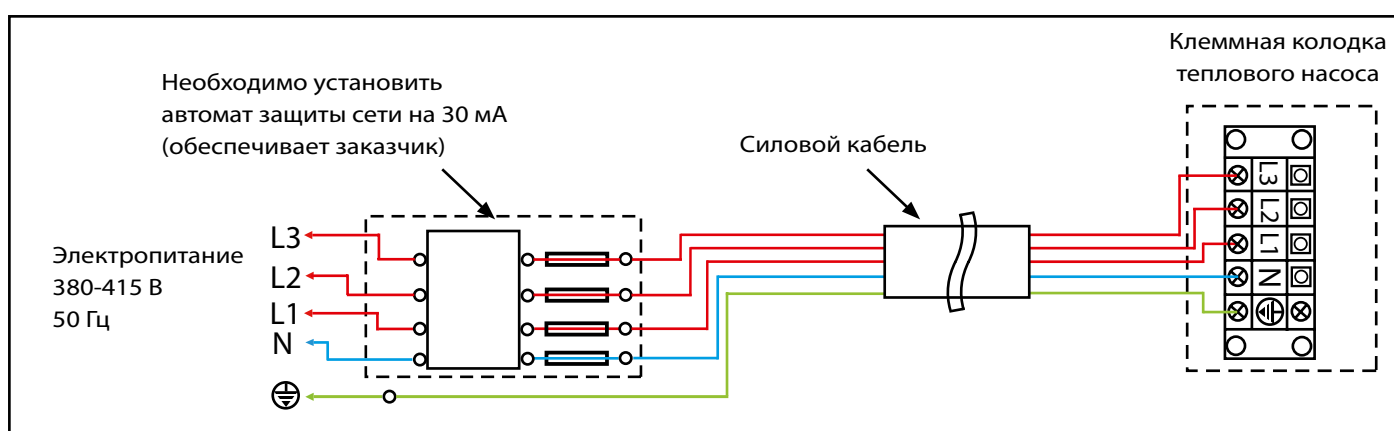 Клеммная колодка
теплового насоса
Необходимо установить
автомат защиты сети на 30 мА
(обеспечивает заказчик)
Силовой кабель
Электропитание
380-415 В
50 Гц
L3
L2
L1
N
L3
L2
L1
N